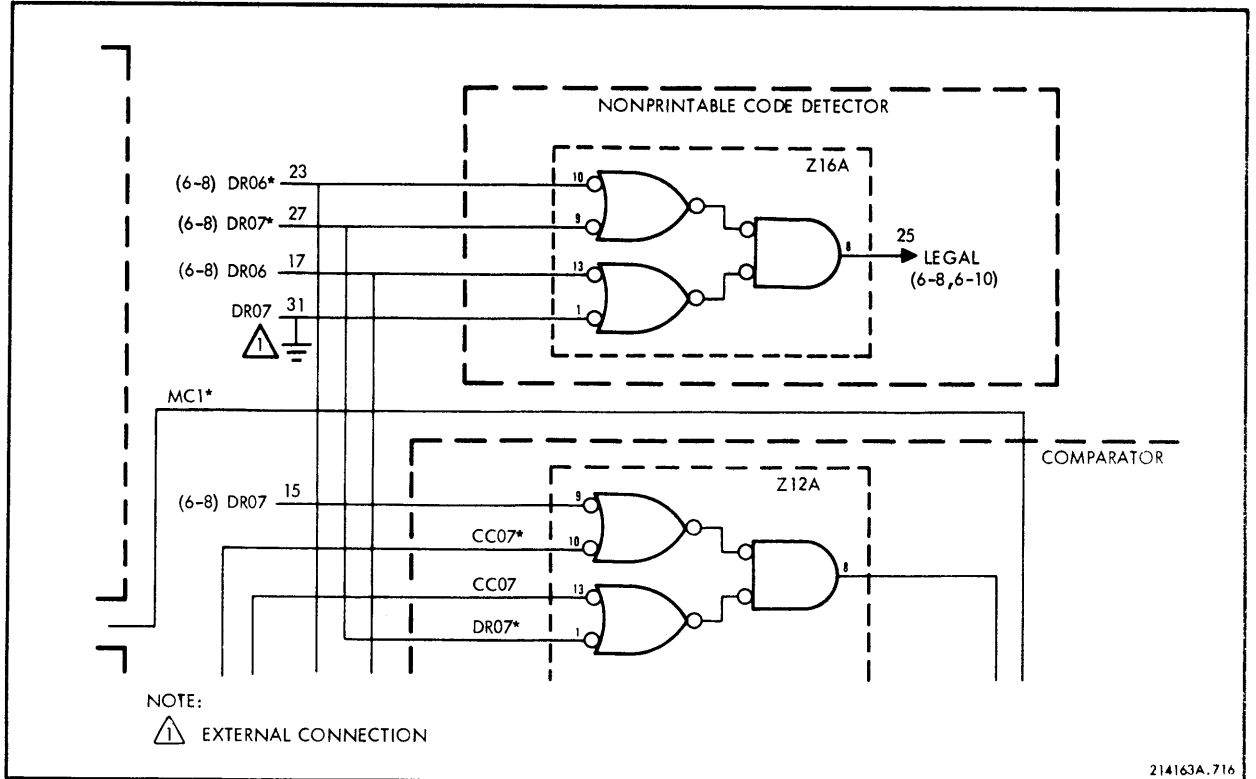 NONPRINTABLE CODE DETECTOR
Z16A
(6-8) DR06* 23
10
(6-8) DR07* 27
9
(6-8) DR06 17
13
DR07 31
1
1
8
25
LEGAL
(6-8,6-10)
MC1*
COMPARATOR
Z12A
(6-8) DR07 15
9
CC07*
10
CC07
13
DR07*
1
8
NOTE:
1 EXTERNAL CONNECTION
214163A.716